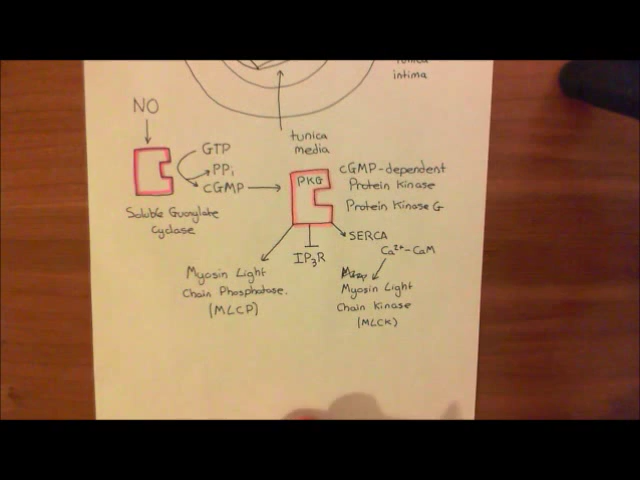 tunica
intima
NO
tunica
media
GTP
PPi
cGMP
PKG
cGMP-dependent
Protein Kinase
Protein Kinase G
Soluble Guanylate
cyclase
SERCA
IP3R
Ca2+-CaM
Myosin Light
Chain Phosphatase.
(MLCP)
Myosin Light
Chain Kinase
(MLCK)